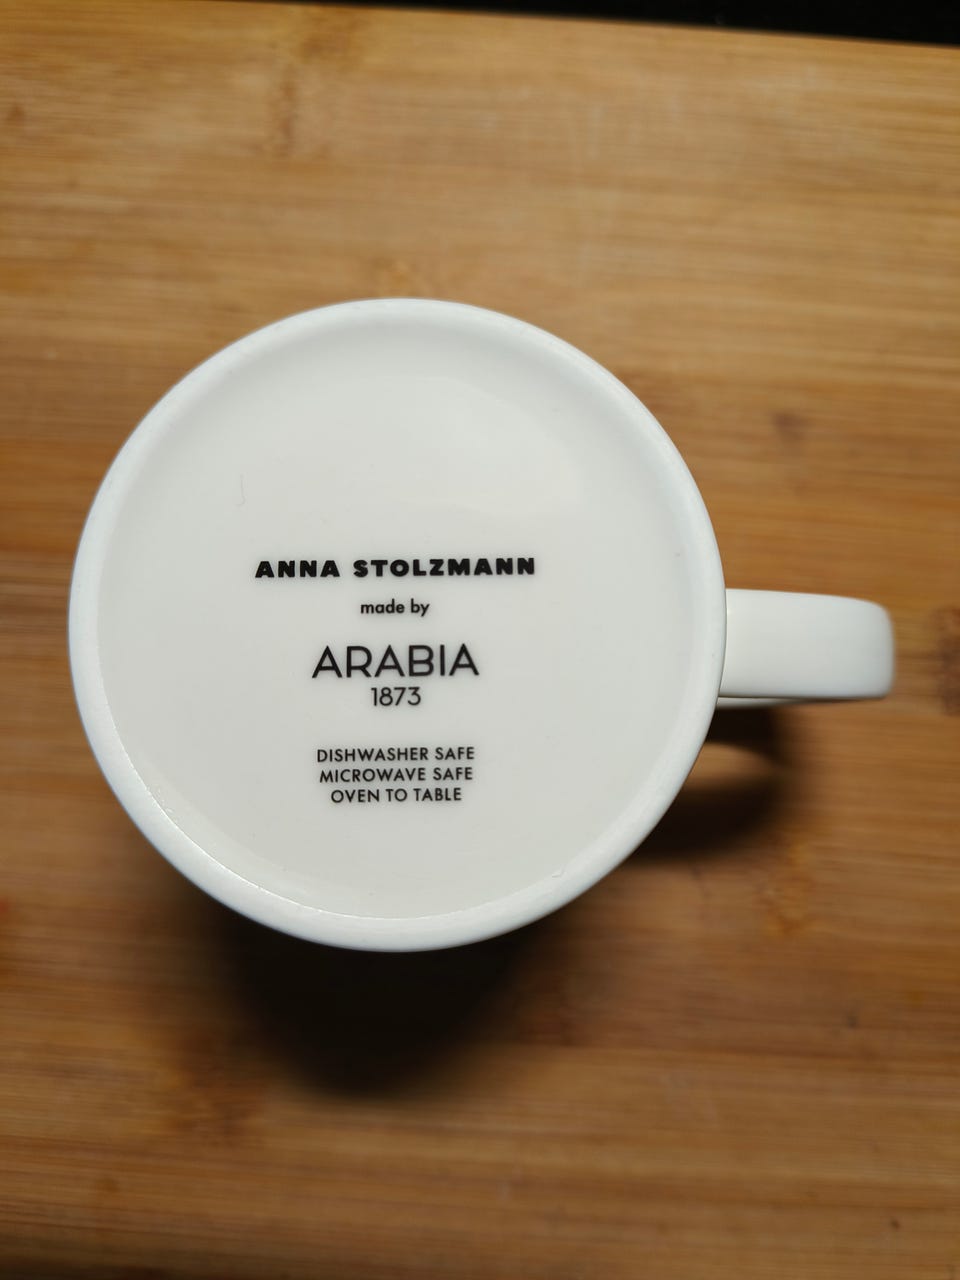 ANNA STOLZMANN
made by
ARABIA
1873
DISHWASHER SAFE
MICROWAVE SAFE
OVEN TO TABLE